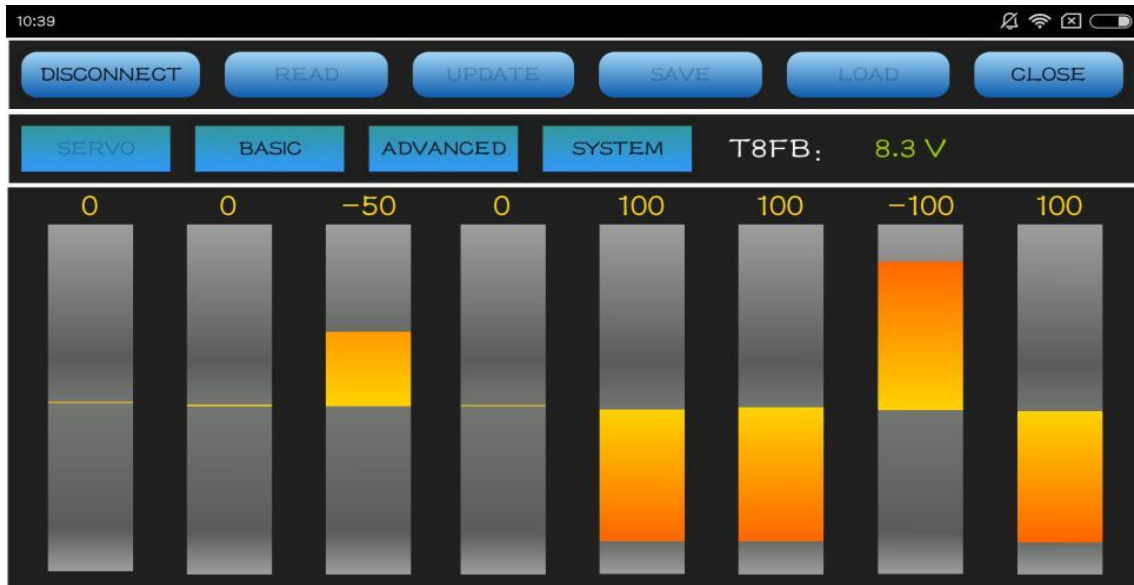 10:39
DISCONNECT READ UPDATE SAVE LOAD CLOSE
SERVO BASIC ADVANCED SYSTEM T8FB: 8.3 V
0 0 -50 0 100 100 -100 100